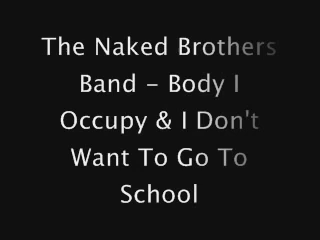 The Naked Brothers
Band - Body I
Occupy & I Don't
Want To Go To
School